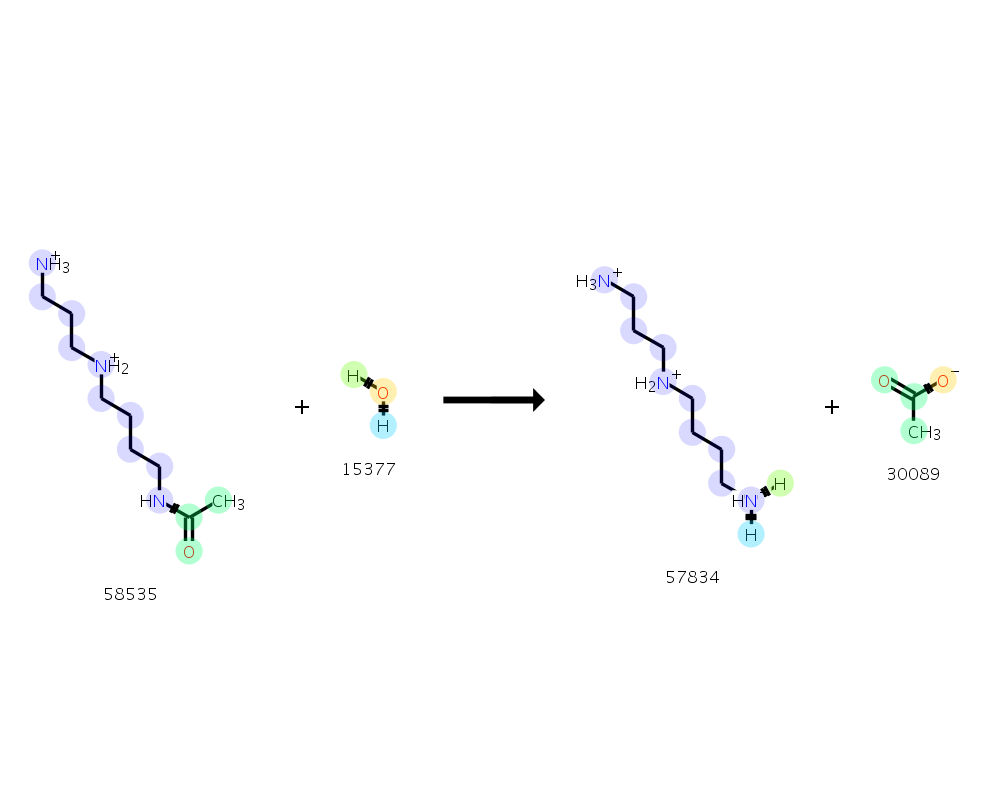 NH3+
NH2+
HN
CH3
O
58535
+
H
O
H
15377
H3N+
H2N+
HN
H
H
57834
+
O
O−
CH3
30089